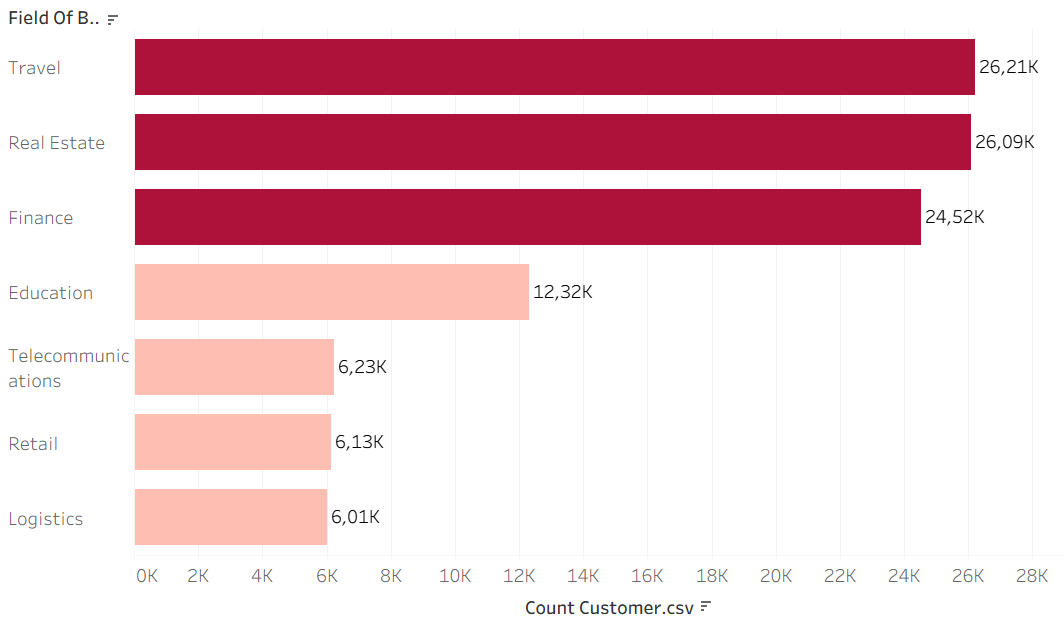 Field Of B..
Travel
26,21K
Real Estate
26,09K
Finance
24,52K
Education
12,32K
Telecommunic
ations
6,23K
Retail
6,13K
Logistics
6,01K
0K 2K 4K 6K 8K 10K 12K 14K 16K 18K 20K 22K 24K 26K 28K
Count Customer.csv